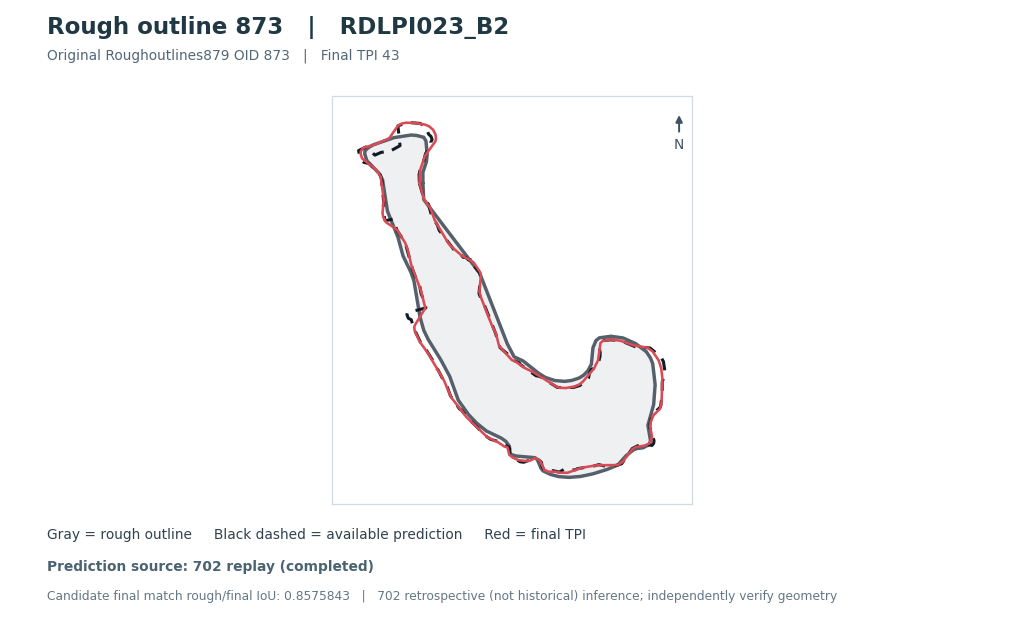 Rough outline 873 | RDLPI023_B2
Original Roughoutlines879 OID 873 | Final TPI 43
N
Gray = rough outline Black dashed = available prediction Red = final TPI
Prediction source: 702 replay (completed)
Candidate final match rough/final IoU: 0.8575843 | 702 retrospective (not historical) inference; independently verify geometry